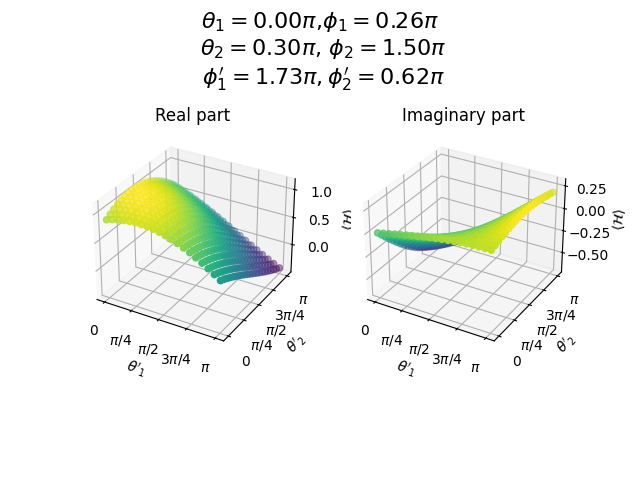 θ₁ = 0.00π,ϕ₁ = 0.26π
θ₂ = 0.30π, ϕ₂ = 1.50π
ϕ′₁ = 1.73π, ϕ′₂ = 0.62π
Real part
Imaginary part
1.0
0.5
0.0
⟨ℋ⟩
0
π/4
π/2
3π/4
π
θ′₁
0
π/4
π/2
3π/4
π
θ′₂
0.25
0.00
−0.25
−0.50
⟨ℋ⟩
0
π/4
π/2
3π/4
π
θ′₁
0
π/4
π/2
3π/4
π
θ′₂